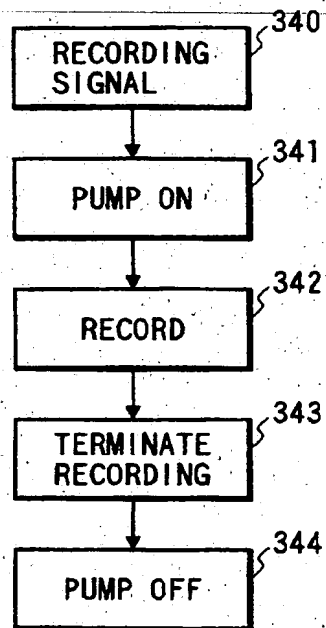 340
RECORDING
SIGNAL
341
PUMP ON
342
RECORD
343
TERMINATE
RECORDING
344
PUMP OFF